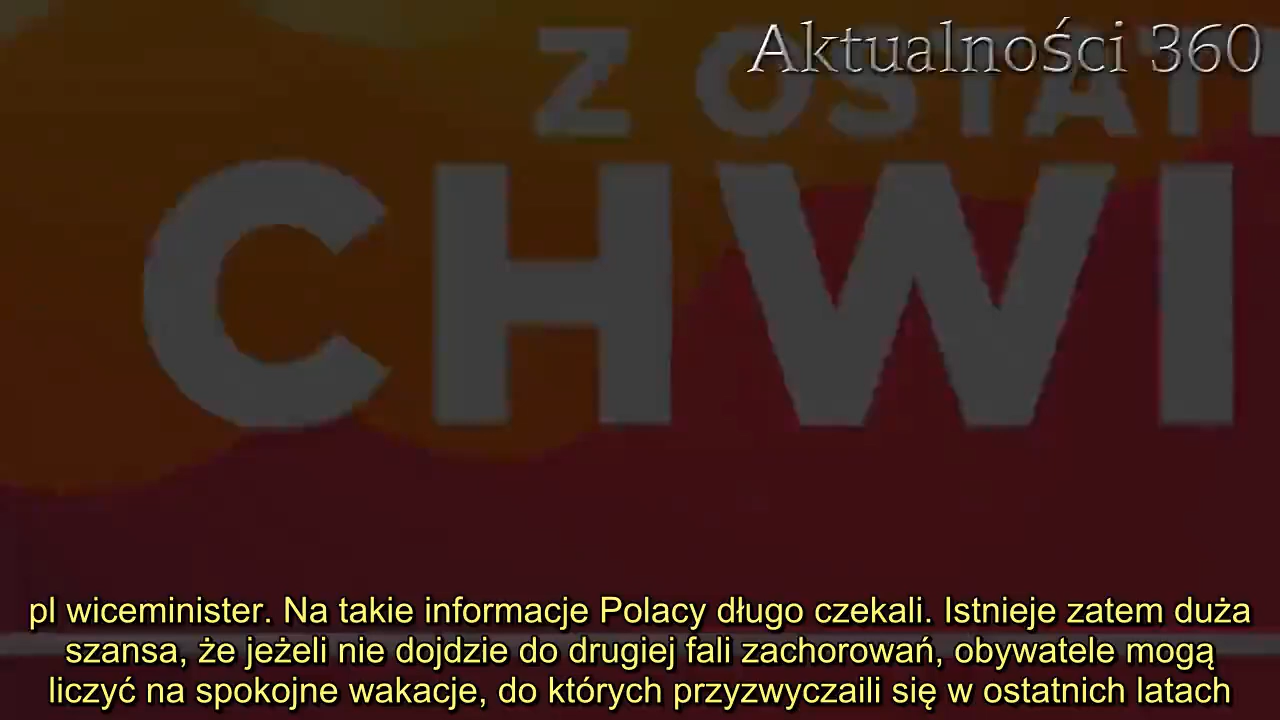 Aktualności 360
Z OSTAT
CHWI
pl wiceminister. Na takie informacje Polacy długo czekali. Istnieje zatem duża
szansa, że jeżeli nie dojdzie do drugiej fali zachorowań, obywatele mogą
liczyć na spokojne wakacje, do których przyzwyczaili się w ostatnich latach